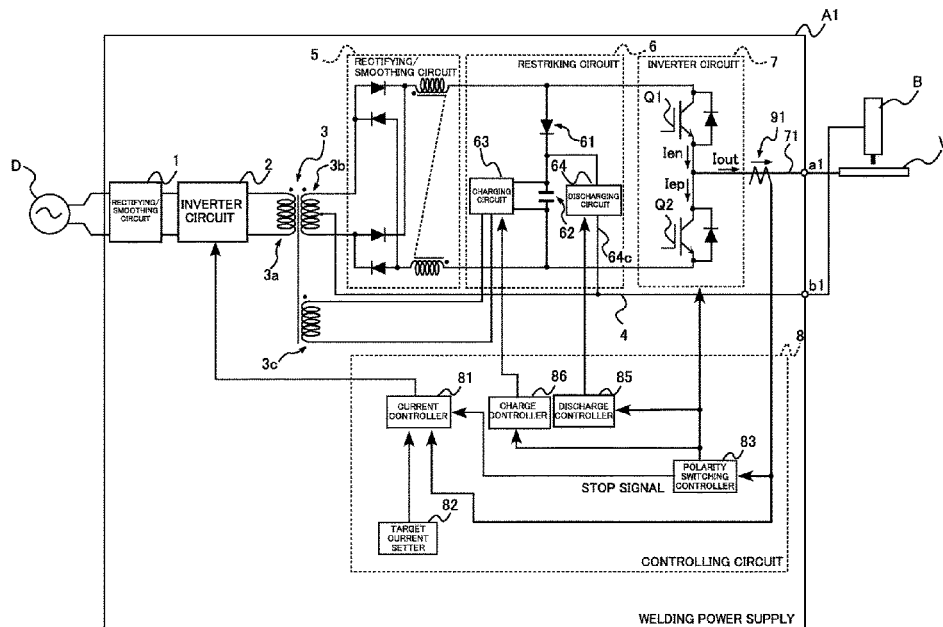 A1
5
RECTIFYING/
SMOOTHING CIRCUIT
6
RESTRIKING CIRCUIT
INVERTER CIRCUIT
7
Q1
B
91
61
63
64
D
1
2
3
3b
Ien
Iout
71
a1
RECTIFYING/
SMOOTHING
CIRCUIT
INVERTER
CIRCUIT
CHARGING
CIRCUIT
DISCHARGING
CIRCUIT
Iep
Q2
62
3a
64c
b1
4
3c
8
81
86
85
CURRENT
CONTROLLER
CHARGE
CONTROLLER
DISCHARGE
CONTROLLER
83
STOP SIGNAL
POLARITY
SWITCHING
CONTROLLER
82
TARGET
CURRENT
SETTER
CONTROLLING CIRCUIT
WELDING POWER SUPPLY